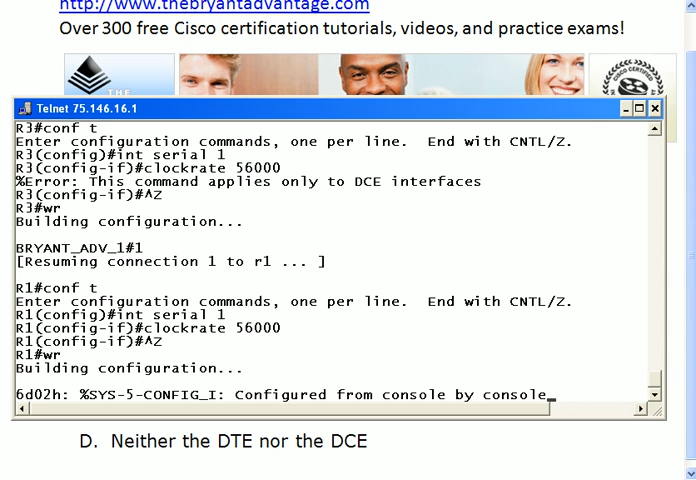 http://www.thebryantadvantage.com
Over 300 free Cisco certification tutorials, videos, and practice exams!
THE
CISCO CERTIFIED
Telnet 75.146.16.1
R3#conf t
Enter configuration commands, one per line.  End with CNTL/Z.
R3(config)#int serial 1
R3(config-if)#clockrate 56000
%Error: This command applies only to DCE interfaces
R3(config-if)#^Z
R3#wr
Building configuration...
BRYANT_ADV_1#1
[Resuming connection 1 to r1 ... ]
R1#conf t
Enter configuration commands, one per line.  End with CNTL/Z.
R1(config)#int serial 1
R1(config-if)#clockrate 56000
R1(config-if)#^Z
R1#wr
Building configuration...
6d02h: %SYS-5-CONFIG_I: Configured from console by console
D. Neither the DTE nor the DCE